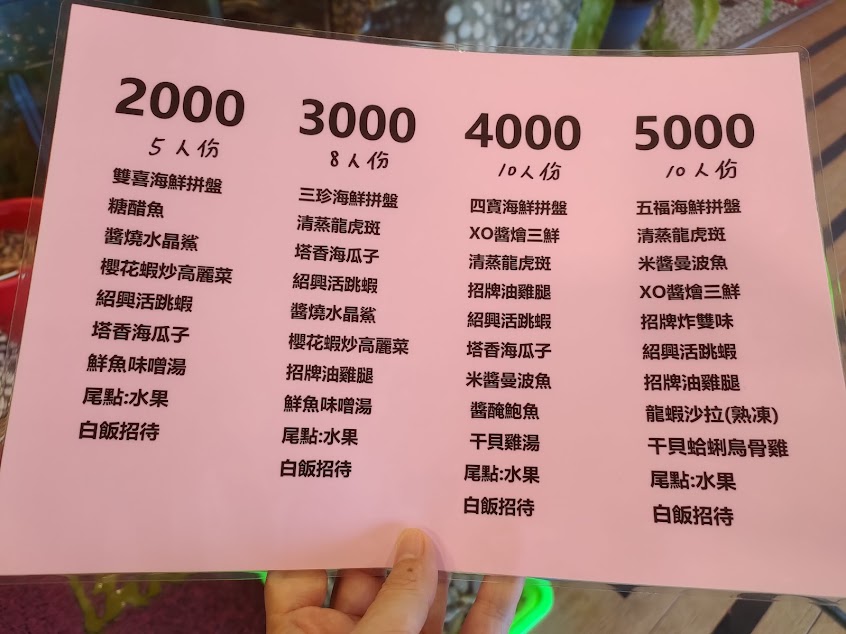 2000
5人份
雙喜海鮮拼盤
糖醋魚
醬燒水晶鯊
櫻花蝦炒高麗菜
紹興活跳蝦
塔香海瓜子
鮮魚味噌湯
尾點:水果
白飯招待
3000
8人份
三珍海鮮拼盤
清蒸龍虎斑
塔香海瓜子
紹興活跳蝦
醬燒水晶鯊
櫻花蝦炒高麗菜
招牌油雞腿
鮮魚味噌湯
尾點:水果
白飯招待
4000
10人份
四寶海鮮拼盤
XO醬燴三鮮
清蒸龍虎斑
招牌油雞腿
紹興活跳蝦
塔香海瓜子
米醬曼波魚
醬醃鮑魚
干貝雞湯
尾點:水果
白飯招待
5000
10人份
五福海鮮拼盤
清蒸龍虎斑
米醬曼波魚
XO醬燴三鮮
招牌炸雙味
紹興活跳蝦
招牌油雞腿
龍蝦沙拉(熟凍)
干貝蛤蜊烏骨雞
尾點:水果
白飯招待